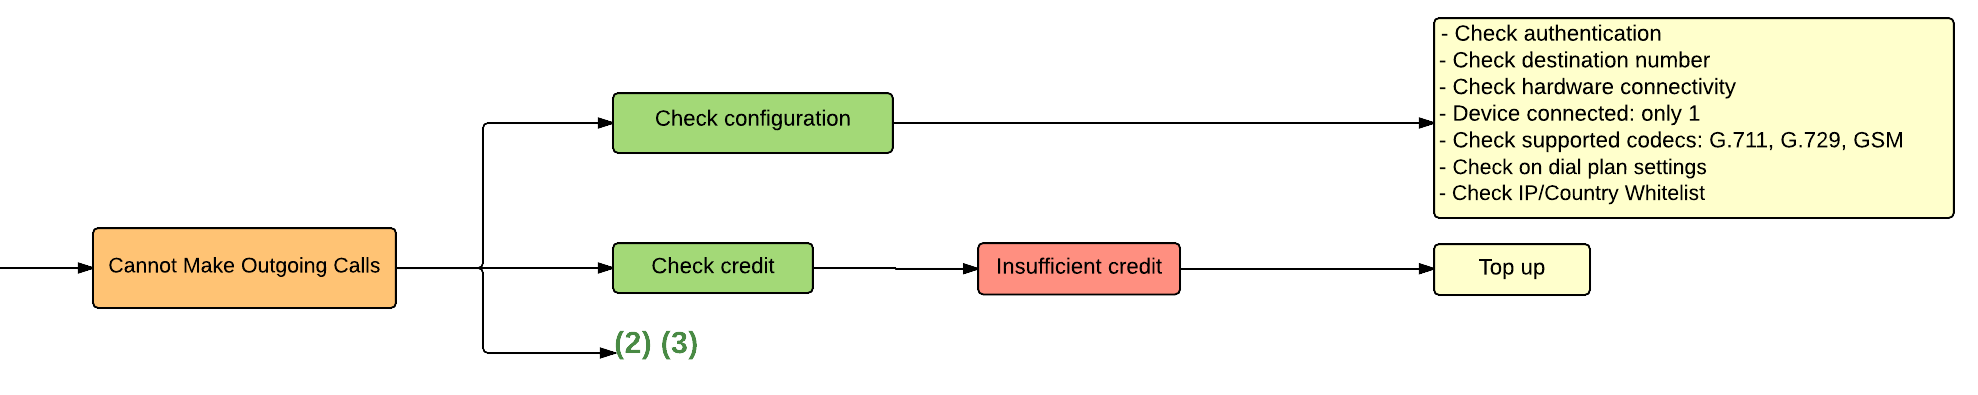 Cannot Make Outgoing Calls
Check configuration
- Check authentication
- Check destination number
- Check hardware connectivity
- Device connected: only 1
- Check supported codecs: G.711, G.729, GSM
- Check on dial plan settings
- Check IP/Country Whitelist
Check credit
Insufficient credit
Top up
(2) (3)